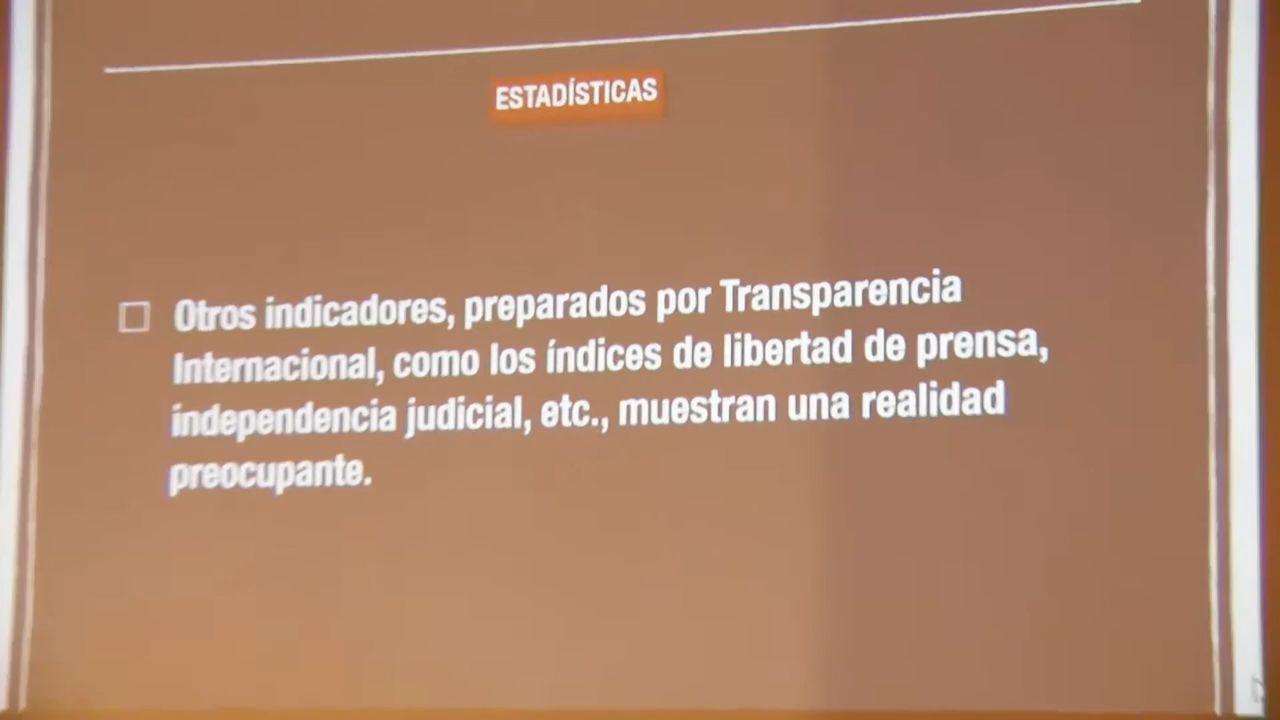 ESTADÍSTICAS
Otros indicadores, preparados por Transparencia
Internacional, como los índices de libertad de prensa,
independencia judicial, etc., muestran una realidad
preocupante.